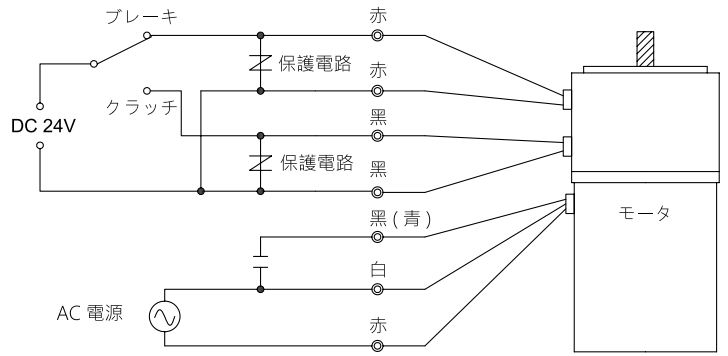 ブレーキ
赤
保護電路
赤
クラッチ
黒
DC 24V
保護電路
黒
黒(青)
モータ
白
AC 電源
赤